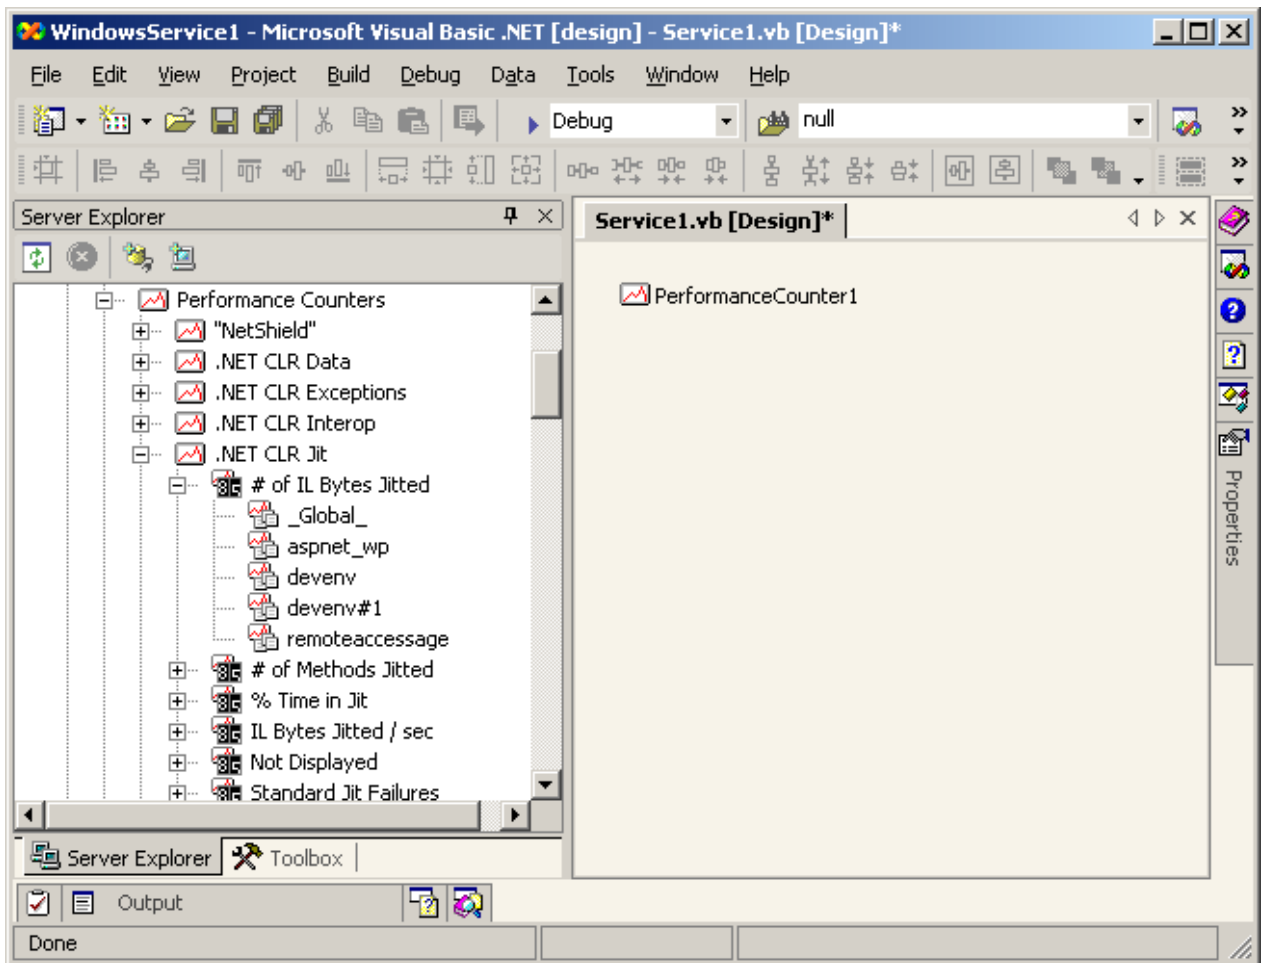 WindowsService1 - Microsoft Visual Basic .NET [design] - Service1.vb [Design]*
File Edit View Project Build Debug Data Tools Window Help
Debug null
Server Explorer
Service1.vb [Design]*
Performance Counters
PerformanceCounter1
"NetShield"
.NET CLR Data
.NET CLR Exceptions
.NET CLR Interop
.NET CLR Jit
# of IL Bytes Jitted
_Global_
aspnet_wp
devenv
devenv#1
remoteaccessage
# of Methods Jitted
% Time in Jit
IL Bytes Jitted / sec
Not Displayed
Standard Jit Failures
Properties
Server Explorer Toolbox
Output
Done